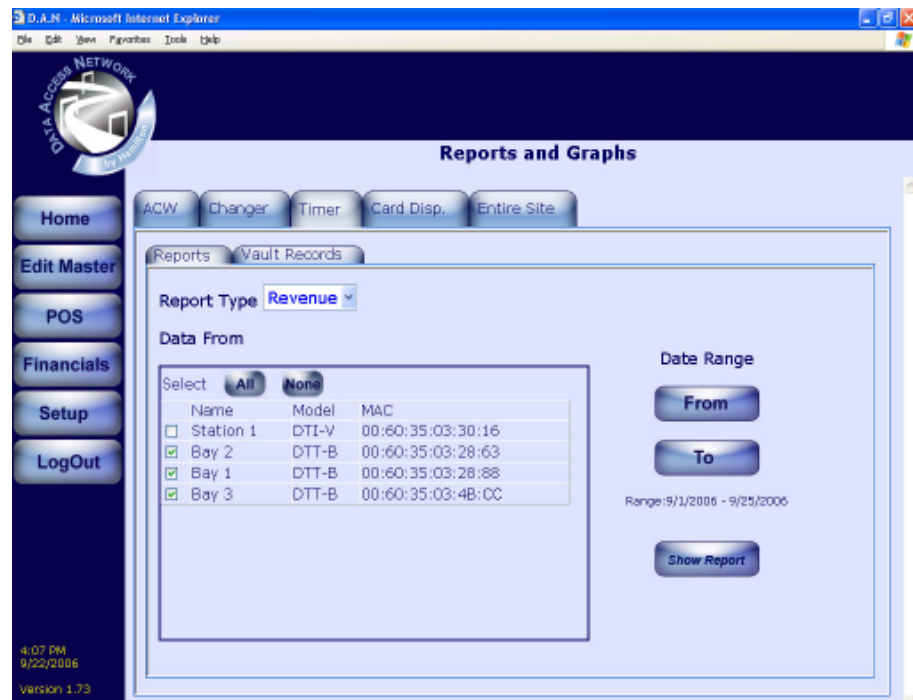 D.A.N - Microsoft Internet Explorer
File Edit View Favorites Tools Help
DATA ACCESS NETWORK
by Hamilton
Reports and Graphs
Home
Edit Master
POS
Financials
Setup
LogOut
ACW Changer Timer Card Disp. Entire Site
Reports Vault Records
Report Type Revenue
Data From
Select All None
Name Model MAC
Station 1 DTI-V 00:60:35:03:30:16
Bay 2 DTT-B 00:60:35:03:28:63
Bay 1 DTT-B 00:60:35:03:28:88
Bay 3 DTT-B 00:60:35:03:4B:CC
Date Range
From
To
Range:9/1/2006 - 9/25/2006
Show Report
4:07 PM
9/22/2006
Version 1.73